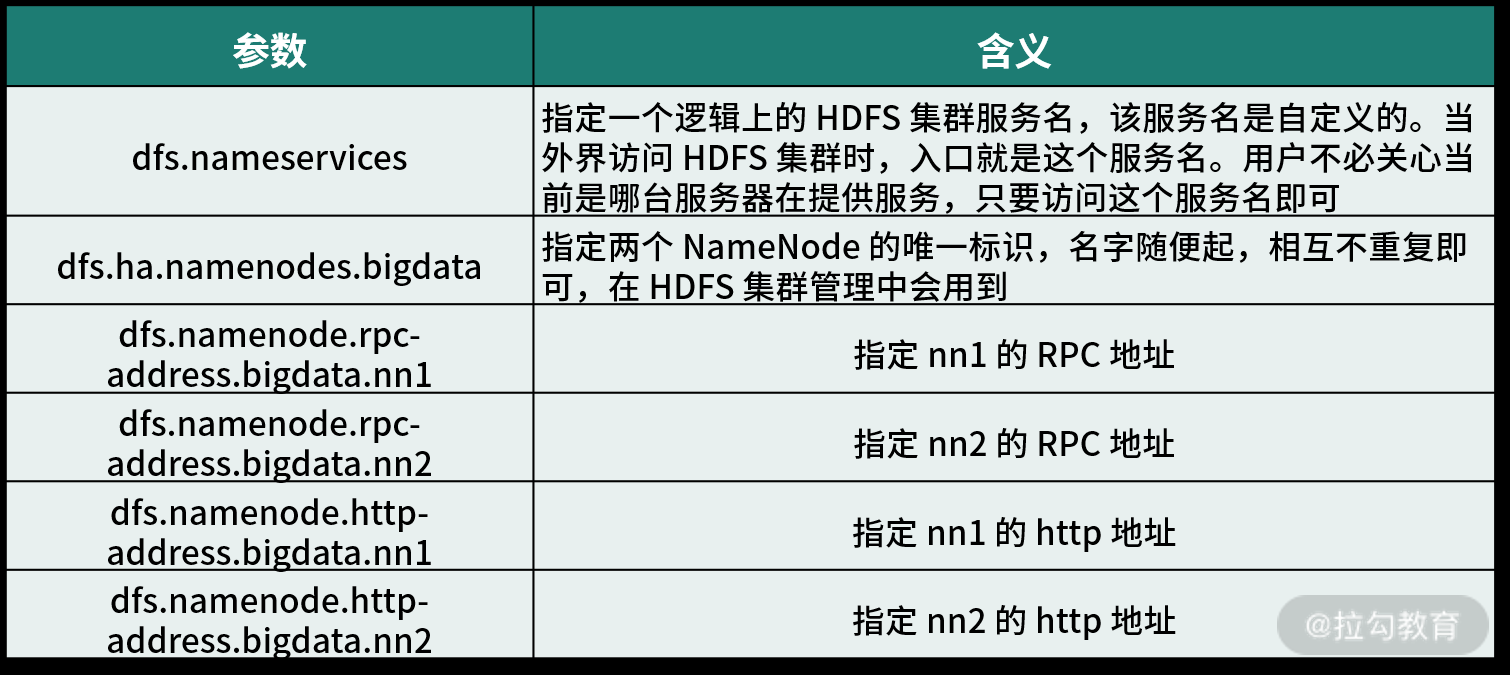 参数
含义
dfs.nameservices
指定一个逻辑上的 HDFS 集群服务名，该服务名是自定义的。当
外界访问 HDFS 集群时，入口就是这个服务名。用户不必关心当
前是哪台服务器在提供服务，只要访问这个服务名即可
dfs.ha.namenodes.bigdata
指定两个 NameNode 的唯一标识，名字随便起，相互不重复即
可，在 HDFS 集群管理中会用到
dfs.namenode.rpc-
address.bigdata.nn1
指定 nn1 的 RPC 地址
dfs.namenode.rpc-
address.bigdata.nn2
指定 nn2 的 RPC 地址
dfs.namenode.http-
address.bigdata.nn1
指定 nn1 的 http 地址
dfs.namenode.http-
address.bigdata.nn2
指定 nn2 的 http 地址
@拉勾教育